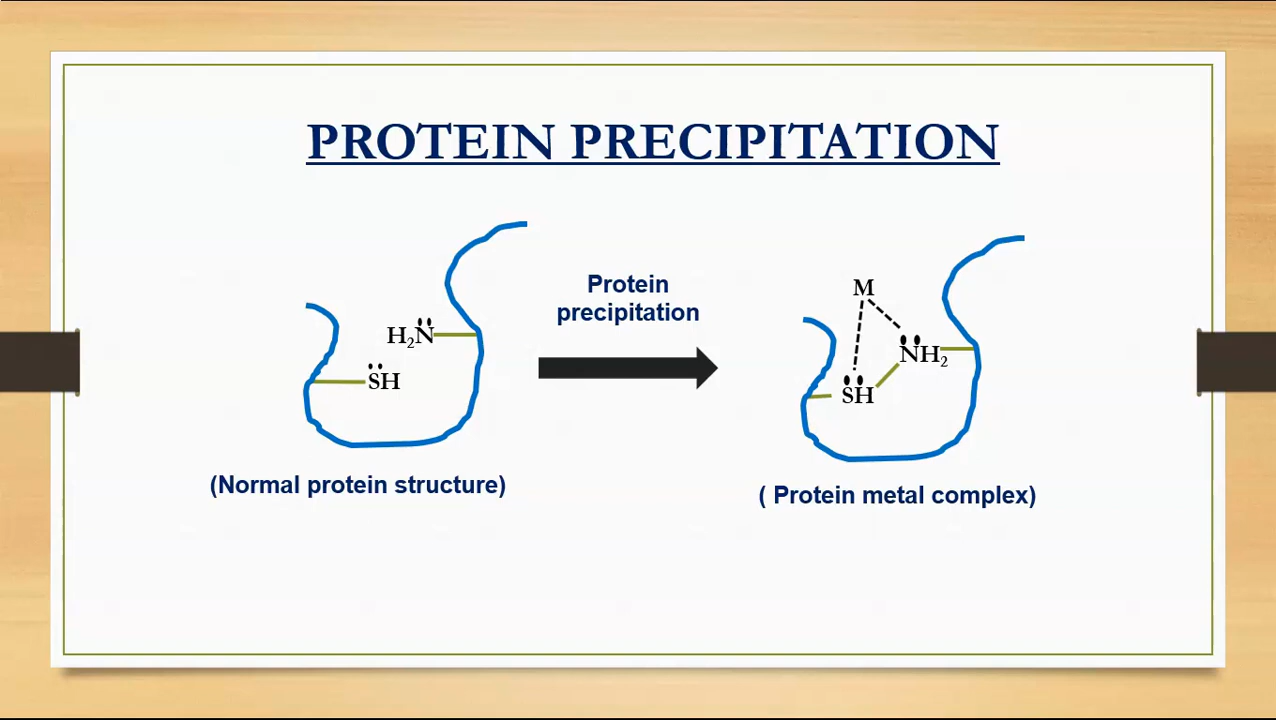 PROTEIN PRECIPITATION
H₂N
SH
(Normal protein structure)
Protein
precipitation
M
NH₂
SH
( Protein metal complex)